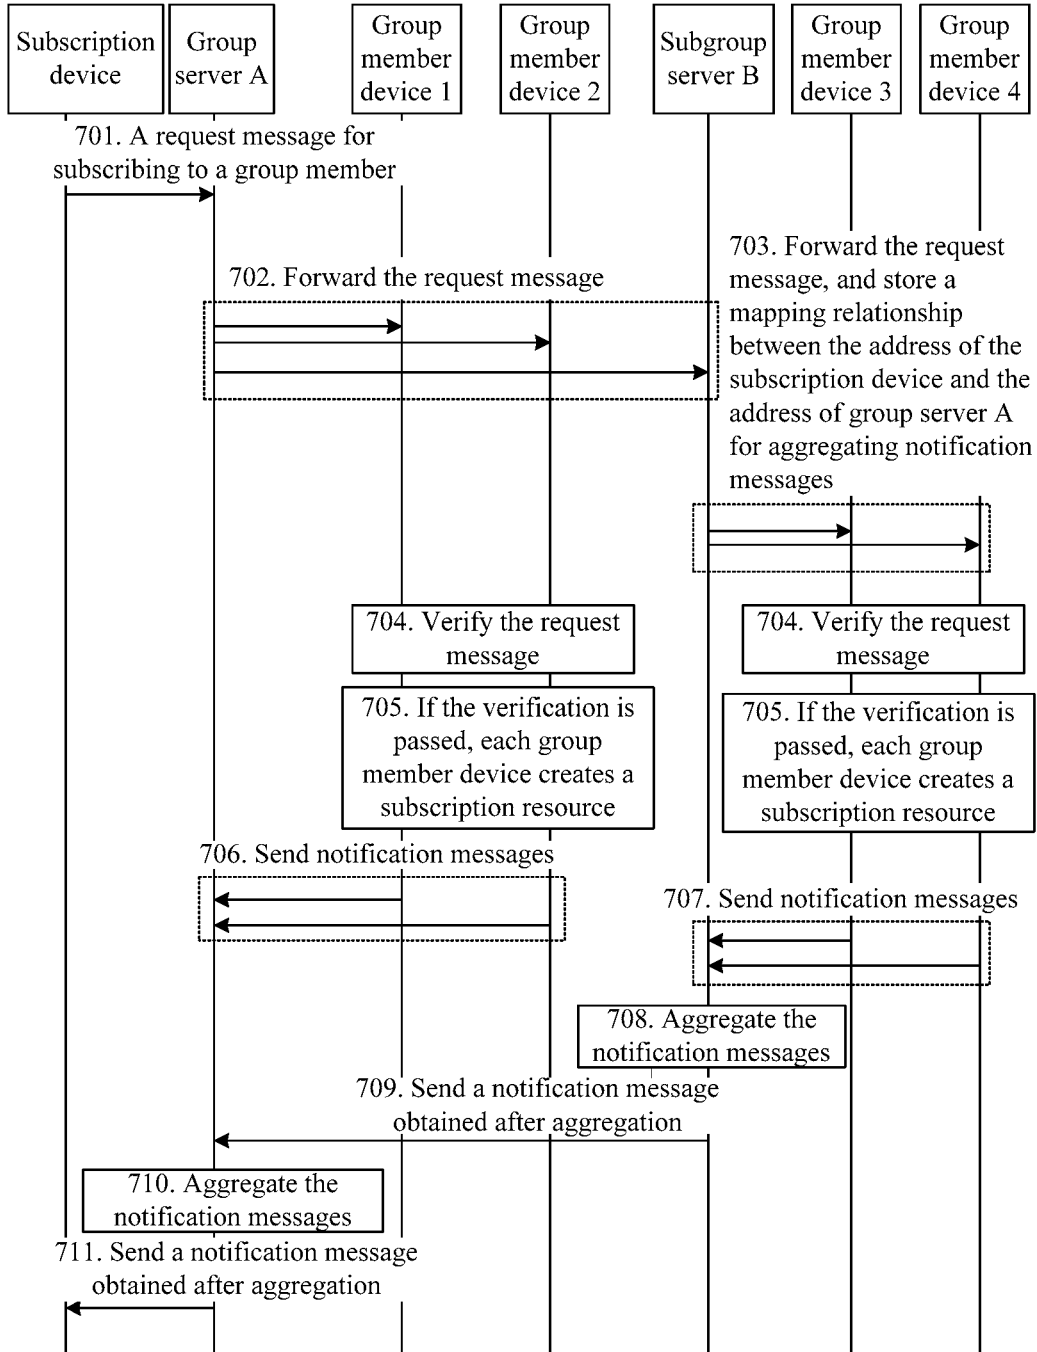 Subscription
device
Group
server A
Group
member
device 1
Group
member
device 2
Subgroup
server B
Group
member
device 3
Group
member
device 4
701. A request message for
subscribing to a group member
702. Forward the request message
703. Forward the request
message, and store a
mapping relationship
between the address of the
subscription device and the
address of group server A
for aggregating notification
messages
704. Verify the request
message
704. Verify the request
message
705. If the verification is
passed, each group
member device creates a
subscription resource
705. If the verification is
passed, each group
member device creates a
subscription resource
706. Send notification messages
707. Send notification messages
708. Aggregate the
notification messages
709. Send a notification message
obtained after aggregation
710. Aggregate the
notification messages
711. Send a notification message
obtained after aggregation